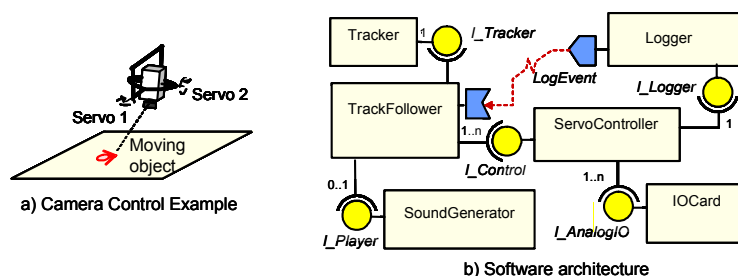 Servo 1
Servo 2
Moving
object
a) Camera Control Example
Tracker
1
I_Tracker
LogEvent
Logger
I_Logger
1
TrackFollower
1..n
I_Control
ServoController
1..n
I_AnalogIO
IOCard
0..1
I_Player
SoundGenerator
b) Software architecture